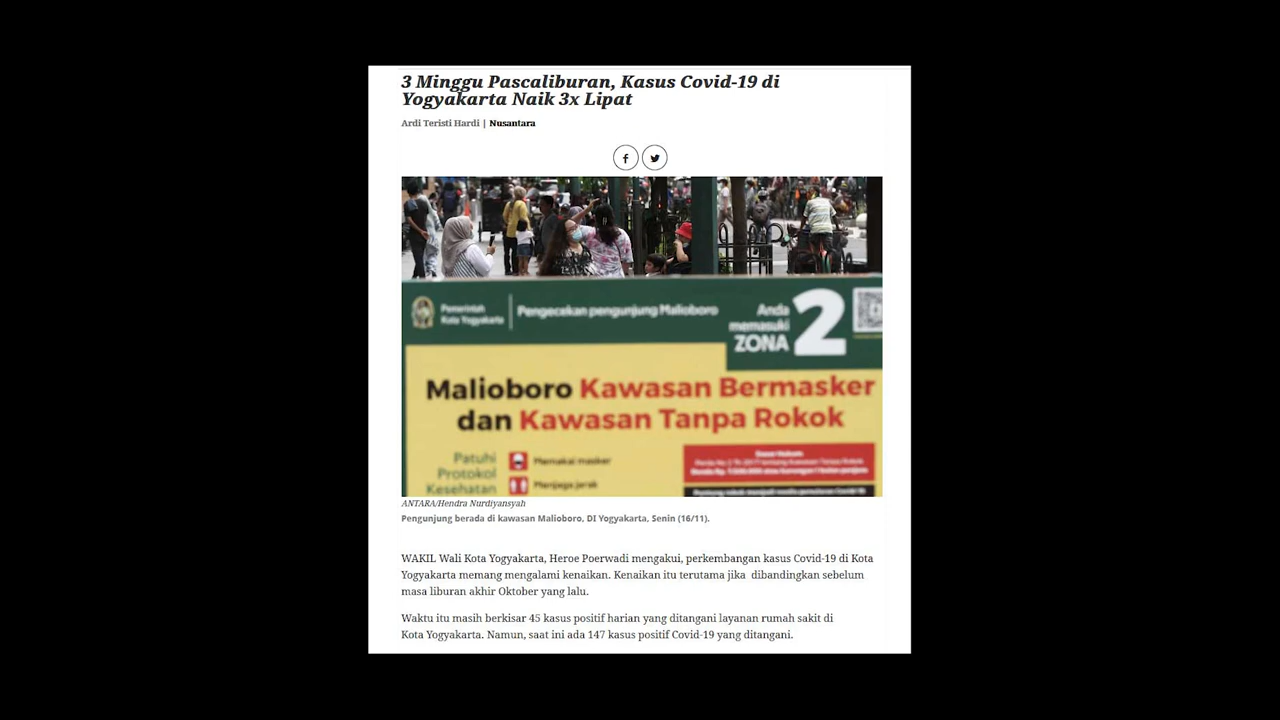 3 Minggu Pascaliburan, Kasus Covid-19 di
Yogyakarta Naik 3x Lipat
Ardi Teristi Hardi | Nusantara
Pemerintah
Kota Yogyakarta
Pengecekan pengunjung Malioboro
Anda
memasuki
ZONA 2
Malioboro Kawasan Bermasker
dan Kawasan Tanpa Rokok
Patuhi
Protokol
Kesehatan
Memakai masker
Menjaga jarak
Dasar Hukum
ANTARA/Hendra Nurdiyansyah
Pengunjung berada di kawasan Malioboro, DI Yogyakarta, Senin (16/11).
WAKIL Wali Kota Yogyakarta, Heroe Poerwadi mengakui, perkembangan kasus Covid-19 di Kota
Yogyakarta memang mengalami kenaikan. Kenaikan itu terutama jika dibandingkan sebelum
masa liburan akhir Oktober yang lalu.
Waktu itu masih berkisar 45 kasus positif harian yang ditangani layanan rumah sakit di
Kota Yogyakarta. Namun, saat ini ada 147 kasus positif Covid-19 yang ditangani.